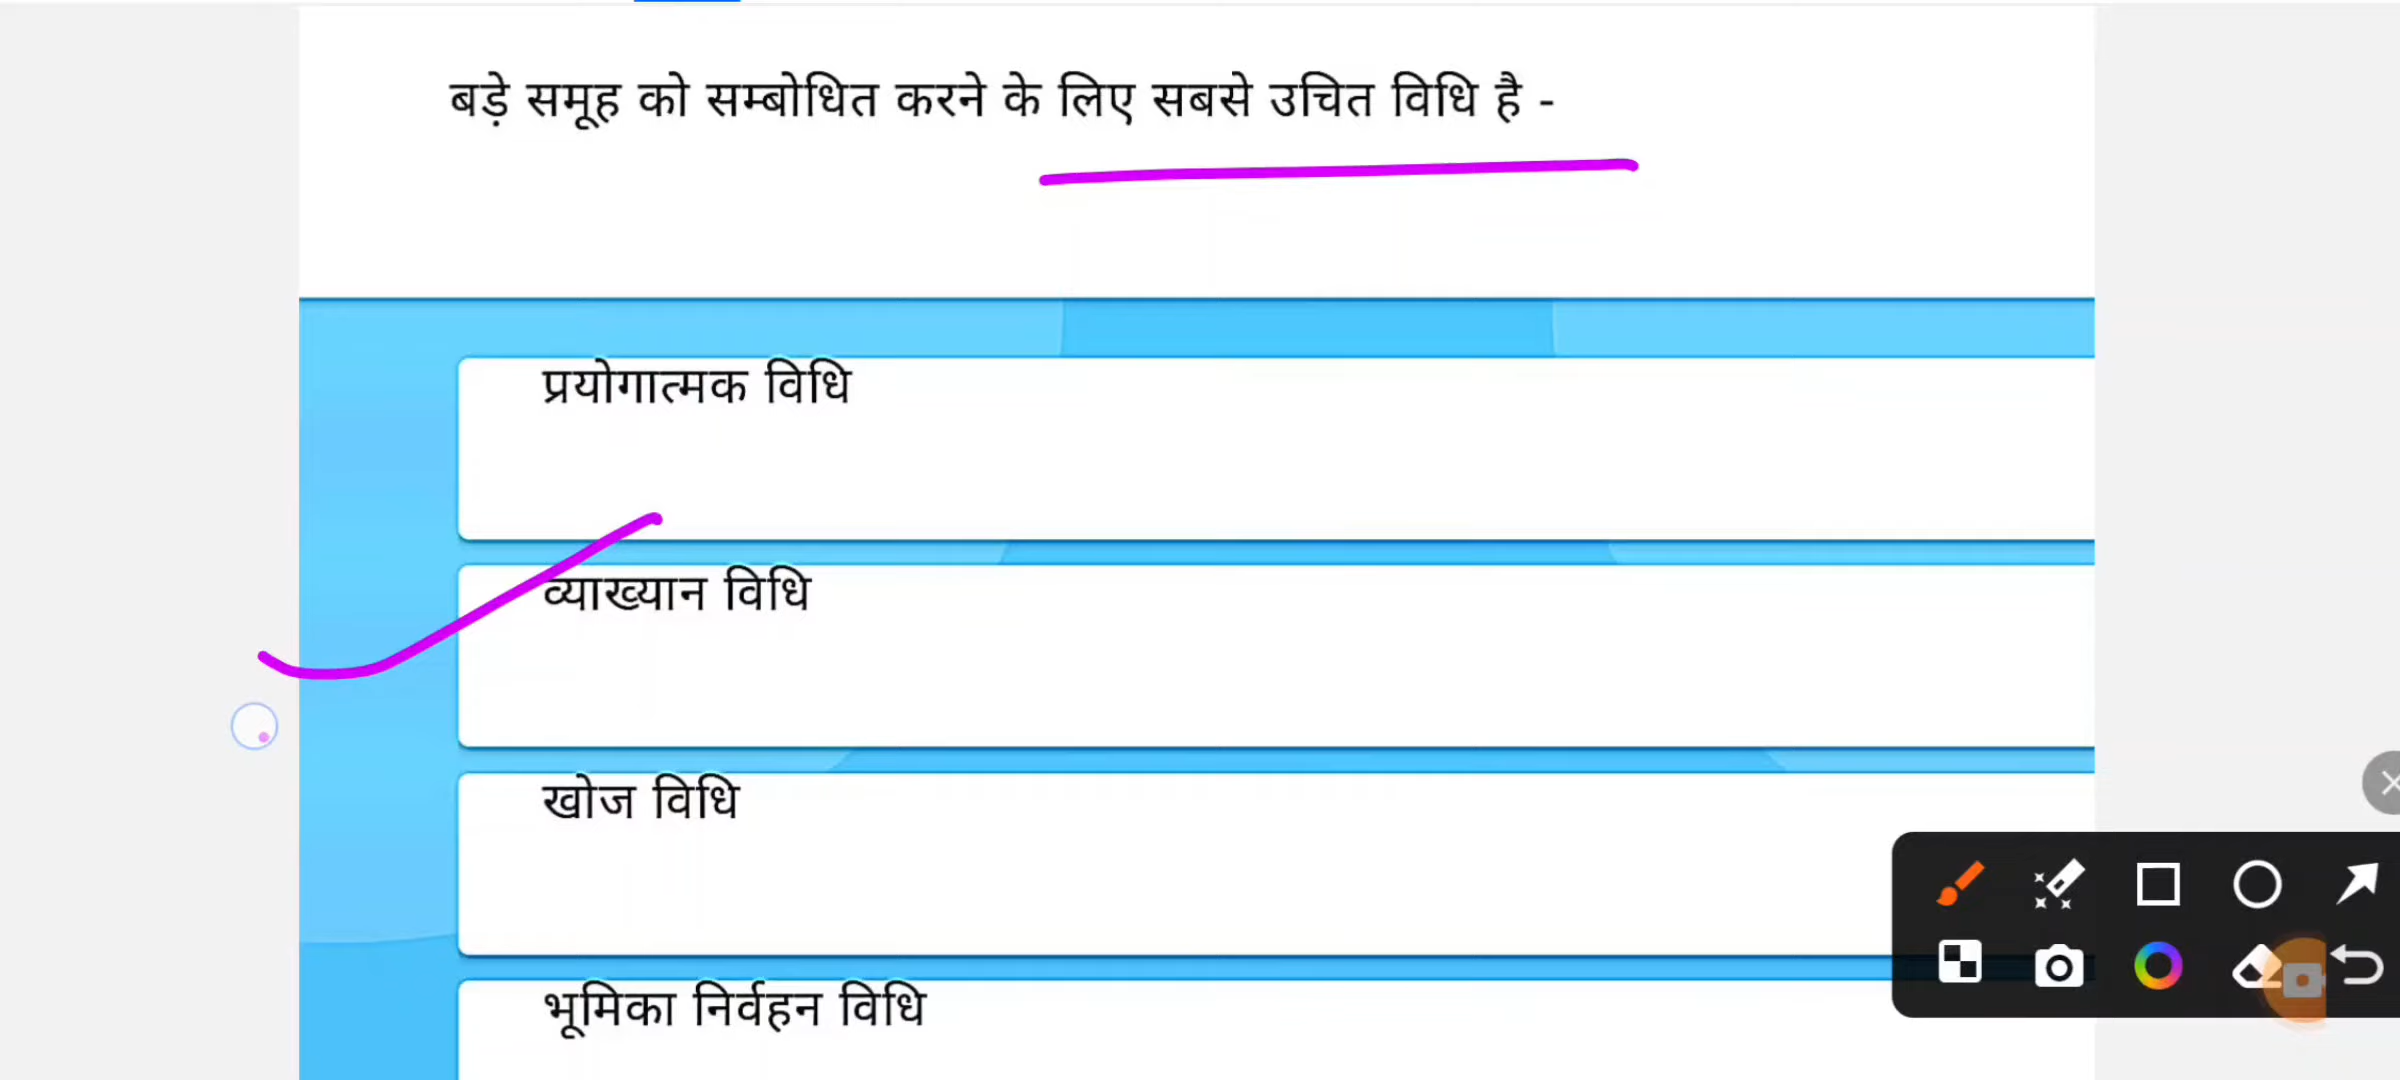 बड़े समूह को सम्बोधित करने के लिए सबसे उचित विधि है -
प्रयोगात्मक विधि
व्याख्यान विधि
खोज विधि
भूमिका निर्वहन विधि